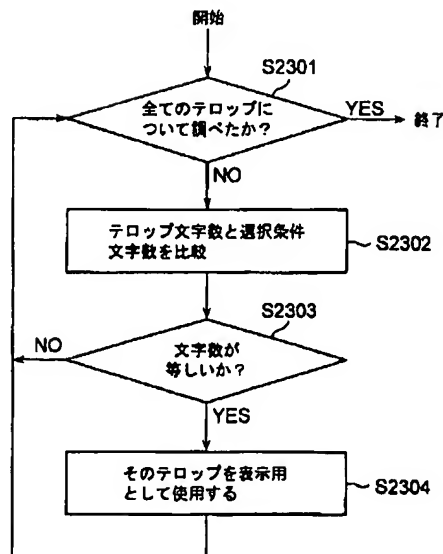 開始
S2301
全てのテロップに
ついて調べたか?
YES
終了
NO
テロップ文字数と選択条件
文字数を比較
S2302
S2303
文字数が
等しいか?
NO
YES
そのテロップを表示用
として使用する
S2304